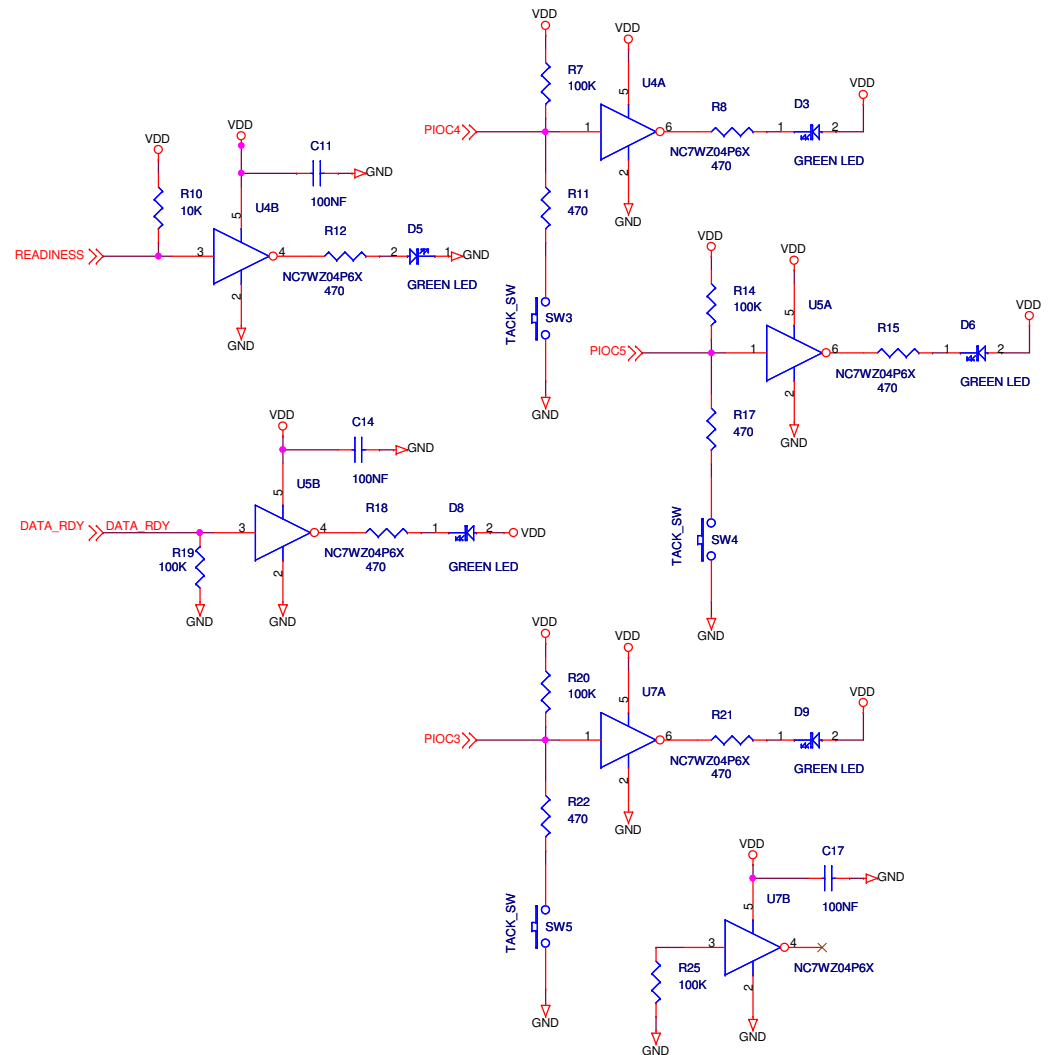 VDD
R7
100K
VDD
5
U4A
PIOC4
1
6
2
NC7WZ04P6X
R8
470
1
D3
2
GREEN LED
VDD
GND
R11
470
TACK_SW
SW3
GND
VDD
R10
10K
READINESS
VDD
C11
100NF
GND
5
U4B
3
4
2
NC7WZ04P6X
GND
R12
470
2
D5
1
GND
GREEN LED
VDD
R14
100K
VDD
5
U5A
PIOC5
1
6
2
NC7WZ04P6X
R15
470
1
D6
2
GREEN LED
VDD
GND
R17
470
TACK_SW
SW4
GND
VDD
C14
100NF
GND
5
U5B
DATA_RDY
DATA_RDY
3
4
2
NC7WZ04P6X
R19
100K
GND
GND
R18
470
1
D8
2
VDD
GREEN LED
VDD
R20
100K
VDD
5
U7A
PIOC3
1
6
2
NC7WZ04P6X
R21
470
1
D9
2
GREEN LED
VDD
GND
R22
470
TACK_SW
SW5
GND
VDD
C17
100NF
GND
5
U7B
3
4
2
NC7WZ04P6X
R25
100K
GND
GND